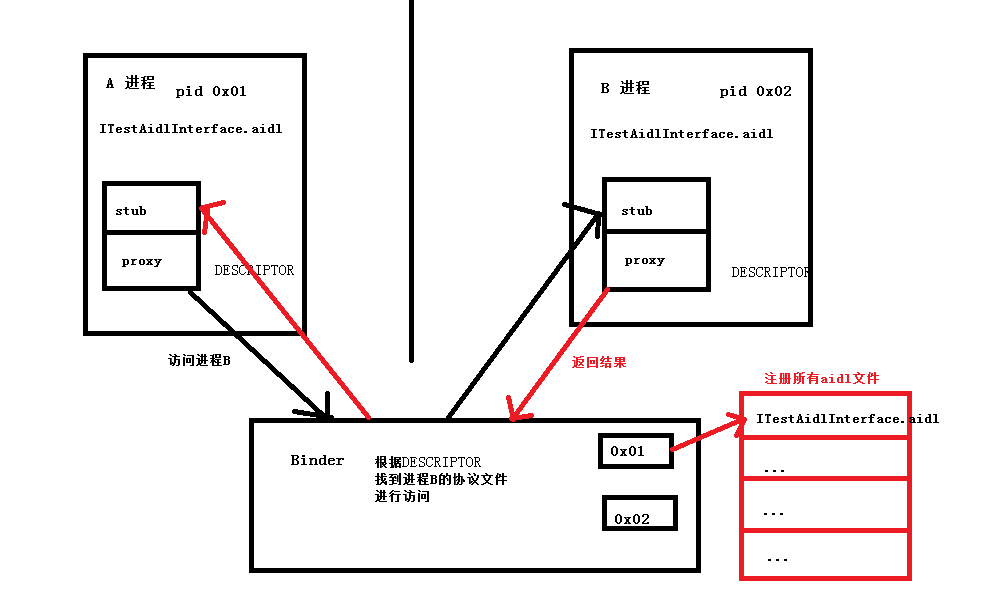 A 进程
pid 0x01
ITestAidlInterface.aidl
stub
proxy
DESCRIPTOR
访问进程B
B 进程
pid 0x02
ITestAidlInterface.aidl
stub
proxy
DESCRIPTOR
返回结果
Binder
根据DESCRIPTOR
找到进程B的协议文件
进行访问
0x01
0x02
注册所有aidl文件
ITestAidlInterface.aidl
...
...
...